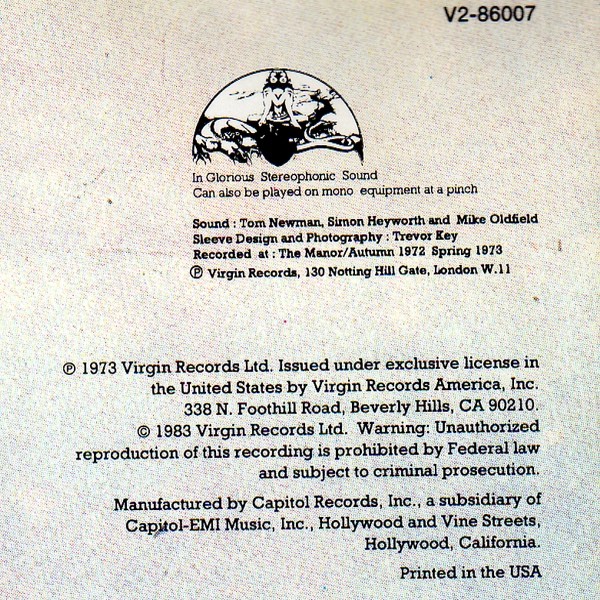 V2-86007
In Glorious Stereophonic Sound
Can also be played on mono equipment at a pinch
Sound : Tom Newman, Simon Heyworth and Mike Oldfield
Sleeve Design and Photography : Trevor Key
Recorded at : The Manor/Autumn 1972 Spring 1973
℗ Virgin Records, 130 Notting Hill Gate, London W.11
℗ 1973 Virgin Records Ltd. Issued under exclusive license in
the United States by Virgin Records America, Inc.
338 N. Foothill Road, Beverly Hills, CA 90210.
© 1983 Virgin Records Ltd. Warning: Unauthorized
reproduction of this recording is prohibited by Federal law
and subject to criminal prosecution.
Manufactured by Capitol Records, Inc., a subsidiary of
Capitol-EMI Music, Inc., Hollywood and Vine Streets,
Hollywood, California.
Printed in the USA